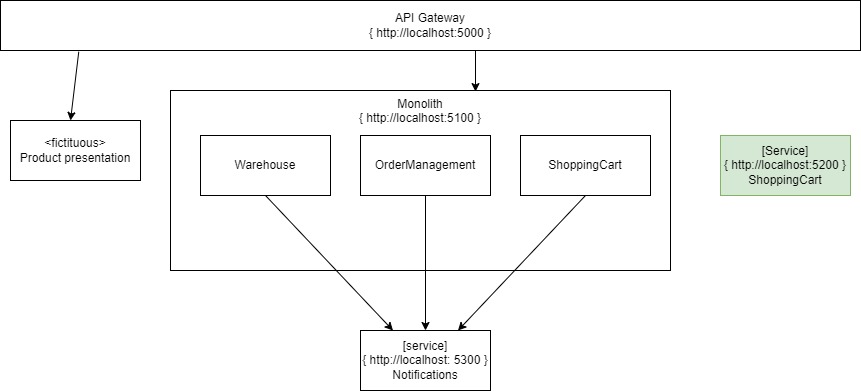 API Gateway
{ http://localhost:5000 }
Monolith
{ http://localhost:5100 }
<fictituous>
Product presentation
Warehouse
OrderManagement
ShoppingCart
[Service]
{ http://localhost:5200 }
ShoppingCart
[service]
{ http://localhost: 5300 }
Notifications